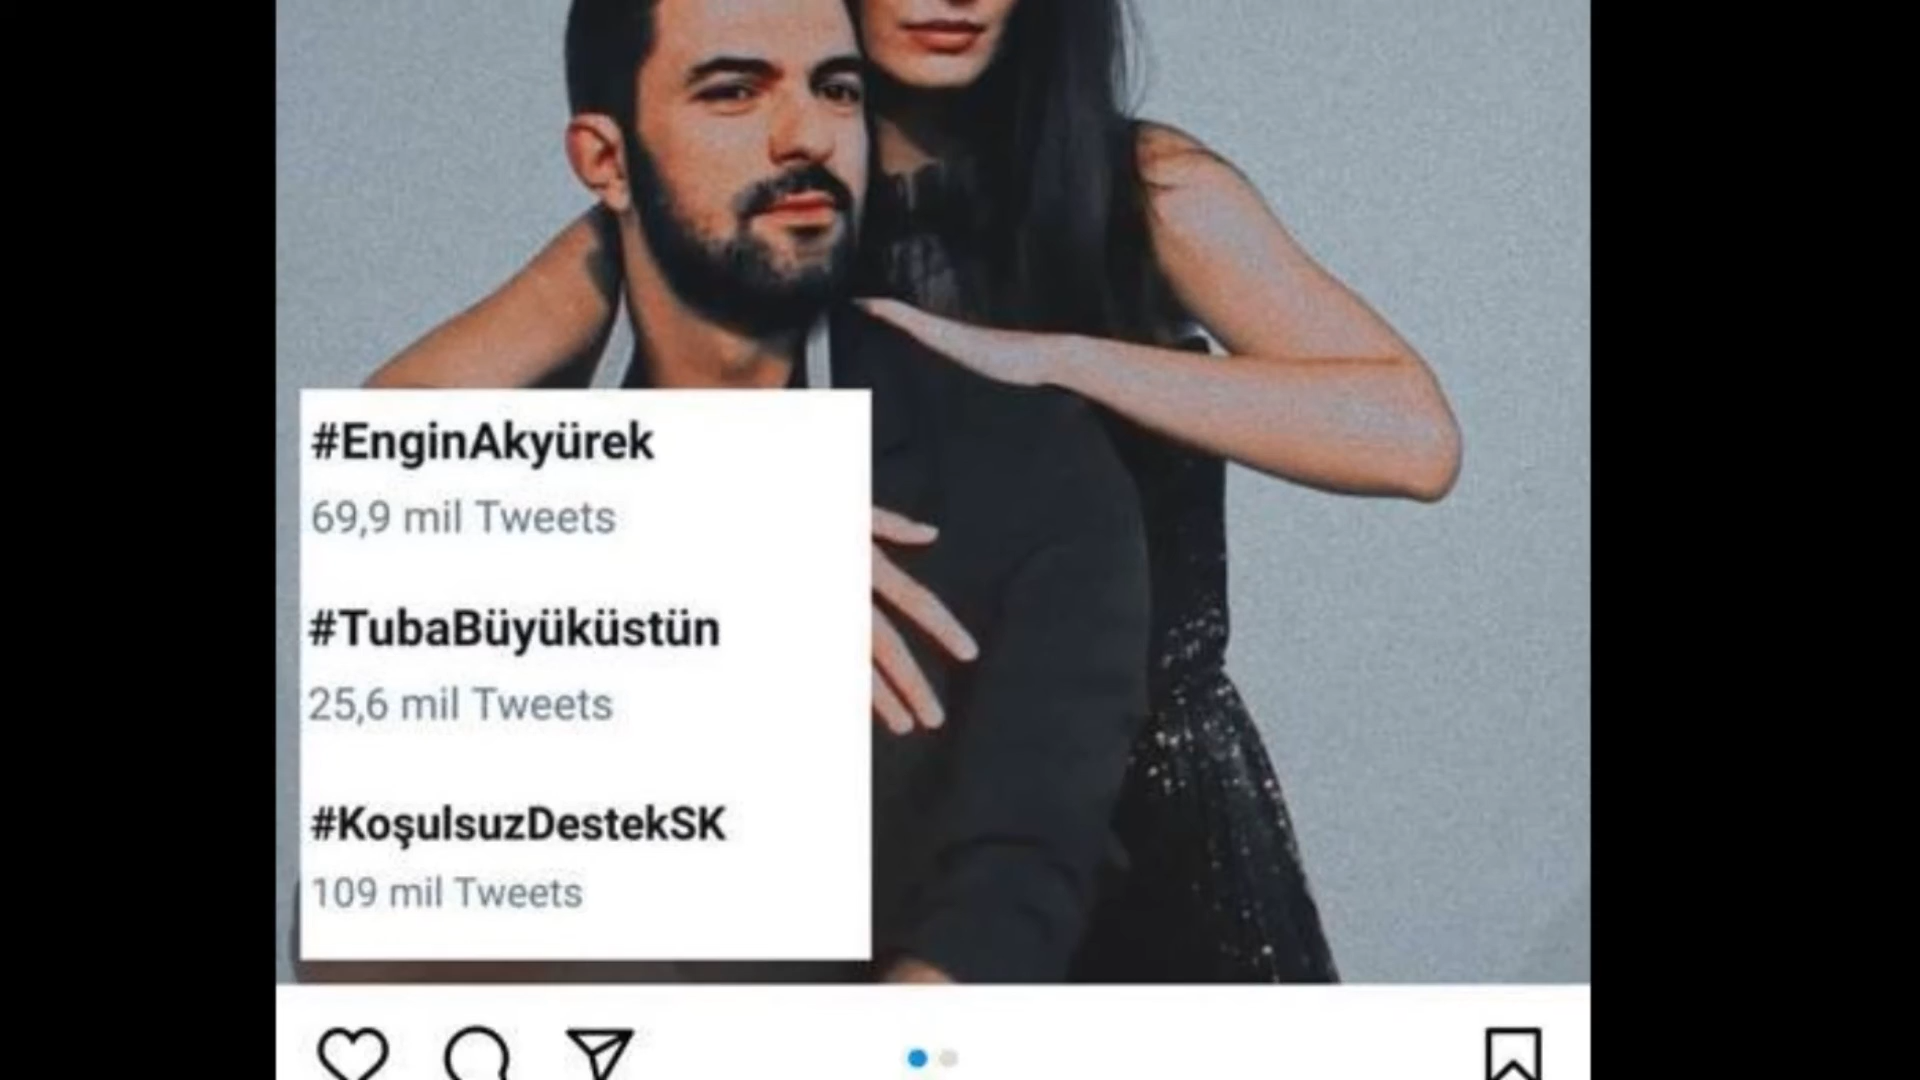 #EnginAkyürek
69,9 mil Tweets
#TubaBüyüküstün
25,6 mil Tweets
#KoşulsuzDestekSK
109 mil Tweets